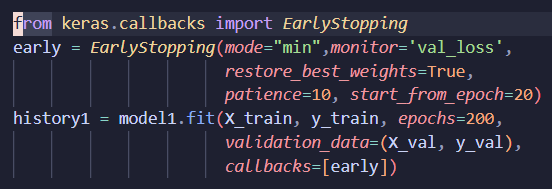 from keras.callbacks import EarlyStopping
early = EarlyStopping(mode="min",monitor='val_loss',
restore_best_weights=True,
patience=10, start_from_epoch=20)
history1 = model1.fit(X_train, y_train, epochs=200,
validation_data=(X_val, y_val),
callbacks=[early])